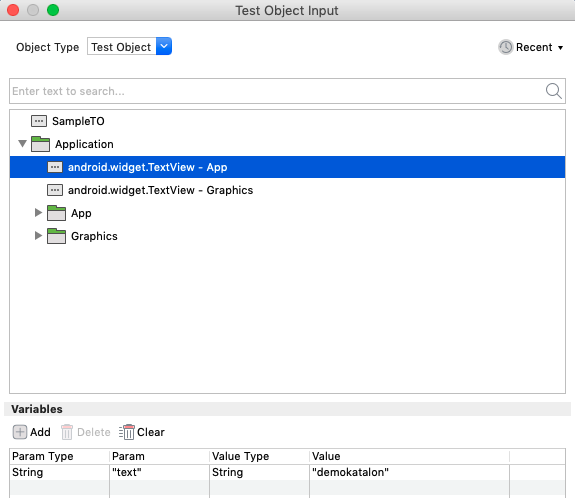 Test Object Input
Object Type Test Object Recent
Enter text to search...
SampleTO
Application
android.widget.TextView - App
android.widget.TextView - Graphics
App
Graphics
Variables
Add Delete Clear
Param Type Param Value Type Value
String "text" String "demokatalon"